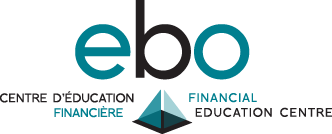 ebo
CENTRE D'ÉDUCATION
FINANCIÈRE
FINANCIAL
EDUCATION CENTRE